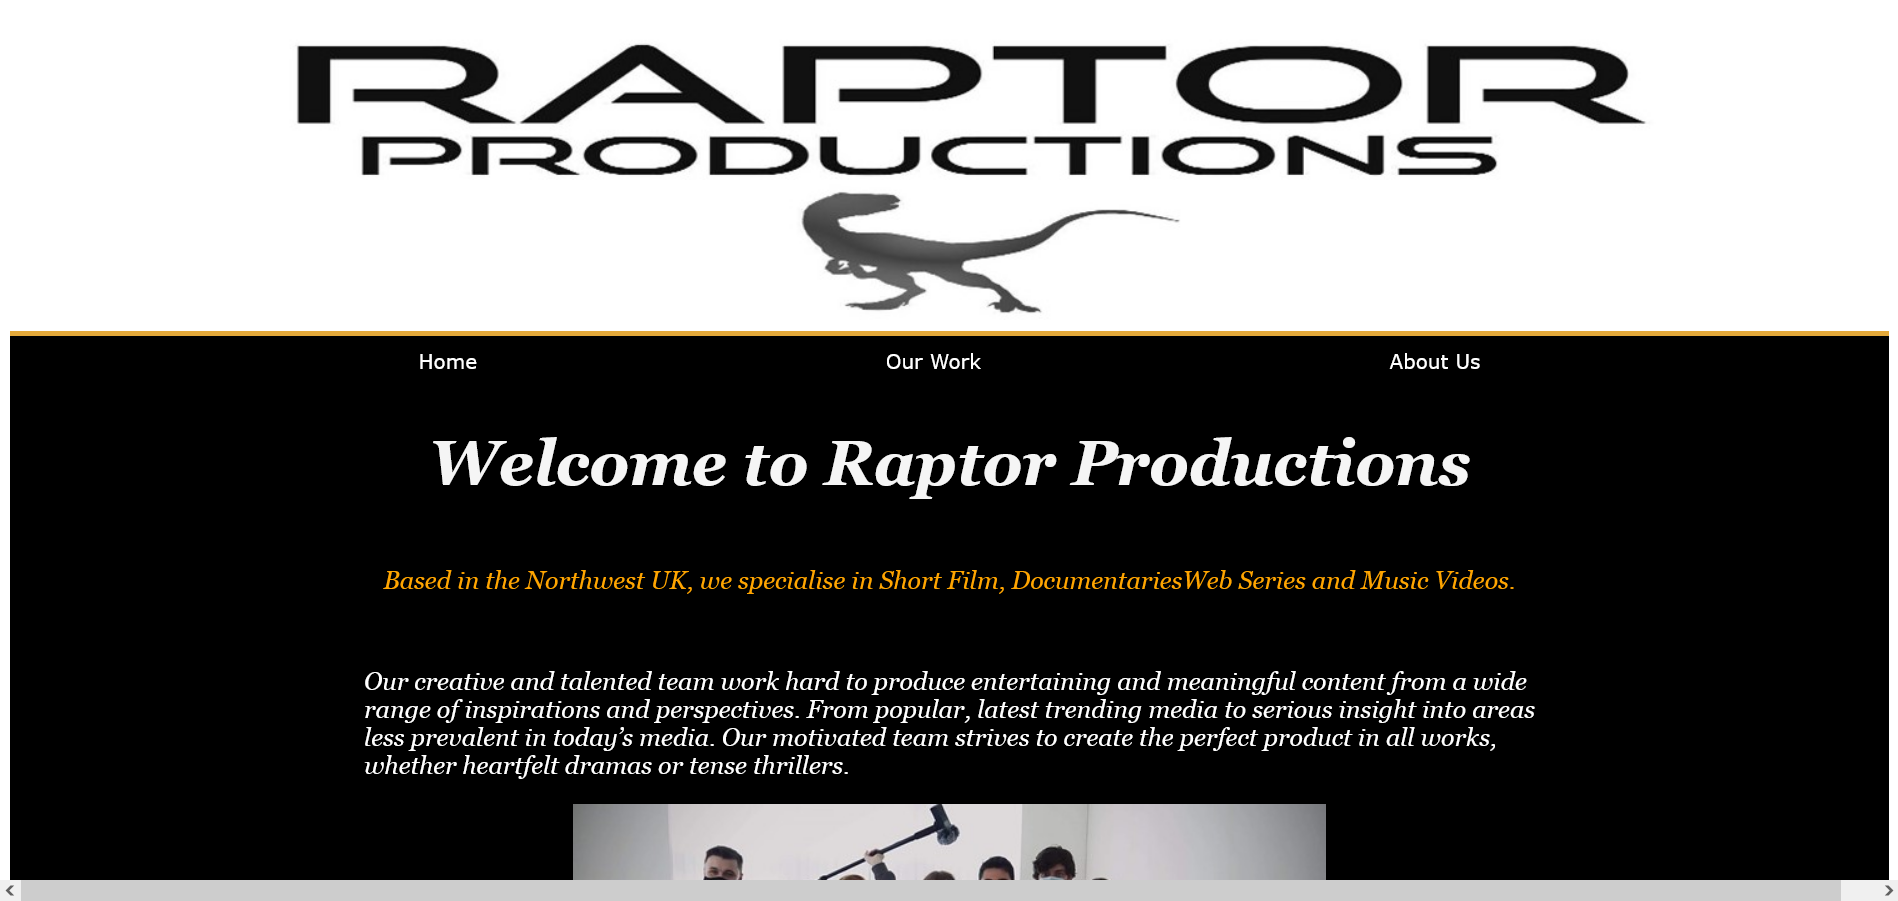 RAPTOR
PRODUCTIONS
Home
Our Work
About Us
Welcome to Raptor Productions
Based in the Northwest UK, we specialise in Short Film, DocumentariesWeb Series and Music Videos.
Our creative and talented team work hard to produce entertaining and meaningful content from a wide
range of inspirations and perspectives. From popular, latest trending media to serious insight into areas
less prevalent in today’s media. Our motivated team strives to create the perfect product in all works,
whether heartfelt dramas or tense thrillers.